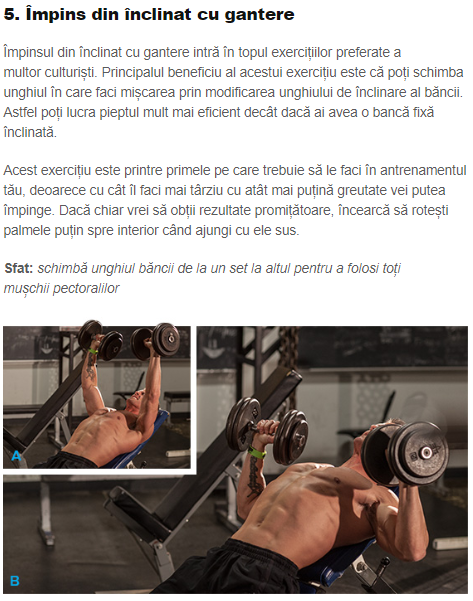 5. Împins din înclinat cu gantere
Împinsul din înclinat cu gantere intră în topul exercițiilor preferate a
multor culturiști. Principalul beneficiu al acestui exercițiu este că poți schimba
unghiul în care faci mișcarea prin modificarea unghiului de înclinare al băncii.
Astfel poți lucra pieptul mult mai eficient decât dacă ai avea o bancă fixă
înclinată.
Acest exercițiu este printre primele pe care trebuie să le faci în antrenamentul
tău, deoarece cu cât îl faci mai târziu cu atât mai puțină greutate vei putea
împinge. Dacă chiar vrei să obții rezultate promițătoare, încearcă să rotești
palmele puțin spre interior când ajungi cu ele sus.
Sfat: schimbă unghiul băncii de la un set la altul pentru a folosi toți
mușchii pectoralilor
A
B